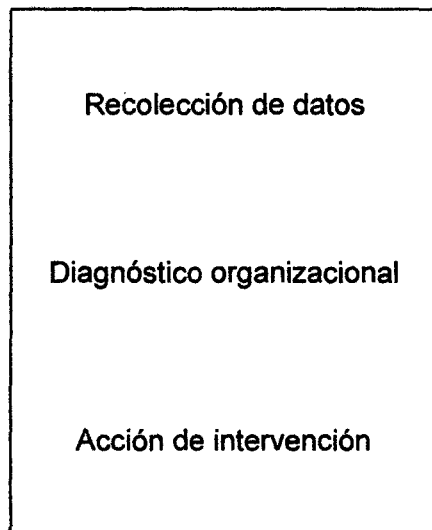 Recolección de datos
Diagnóstico organizacional
Acción de intervención